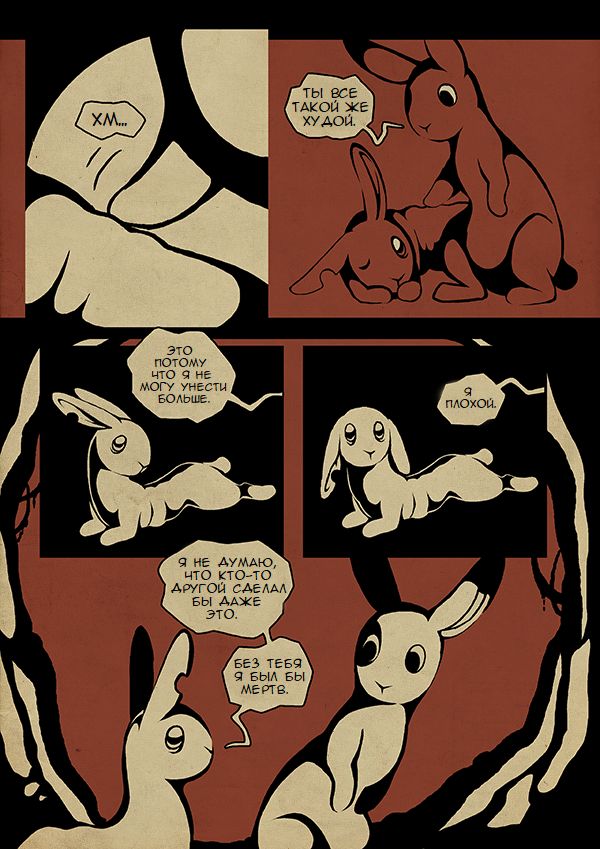 ХМ...
ТЫ ВСЕ
ТАКОЙ ЖЕ
ХУДОЙ.
ЭТО
ПОТОМУ
ЧТО Я НЕ
МОГУ УНЕСТИ
БОЛЬШЕ.
Я
ПЛОХОЙ.
Я НЕ ДУМАЮ,
ЧТО КТО-ТО
ДРУГОЙ СДЕЛАЛ
БЫ ДАЖЕ
ЭТО.
БЕЗ ТЕБЯ
Я БЫЛ БЫ
МЕРТВ.